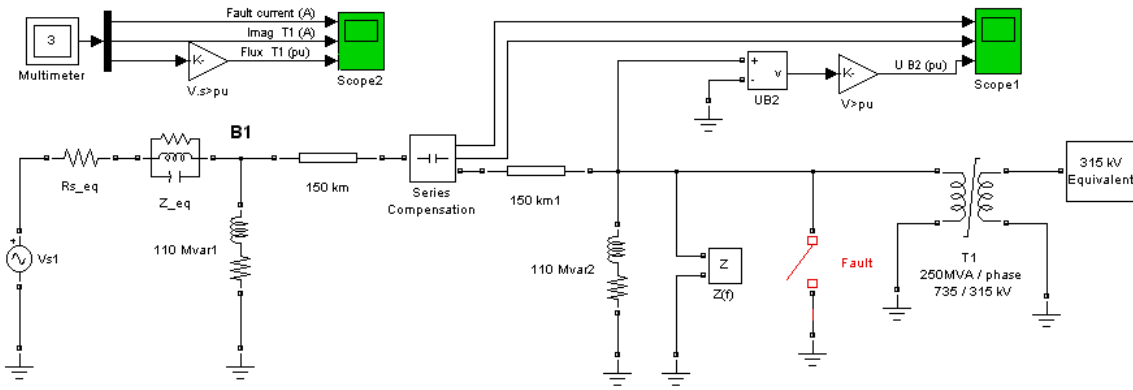 Fault current (A)
Imag T1 (A)
Flux T1 (pu)
3
Multimeter
K-
V.s>pu
Scope2
+
-
v
UB2
K-
V>pu
U B2 (pu)
Scope1
B1
Rs_eq
Z_eq
150 km
Series
Compensation
150 km1
315 kV
Equivalent
110 Mvar1
+
Vs1
110 Mvar2
Z
Z(f)
Fault
T1
250MVA / phase
735 / 315 kV